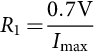 R₁ = 0.7V / Iₘₐₓ